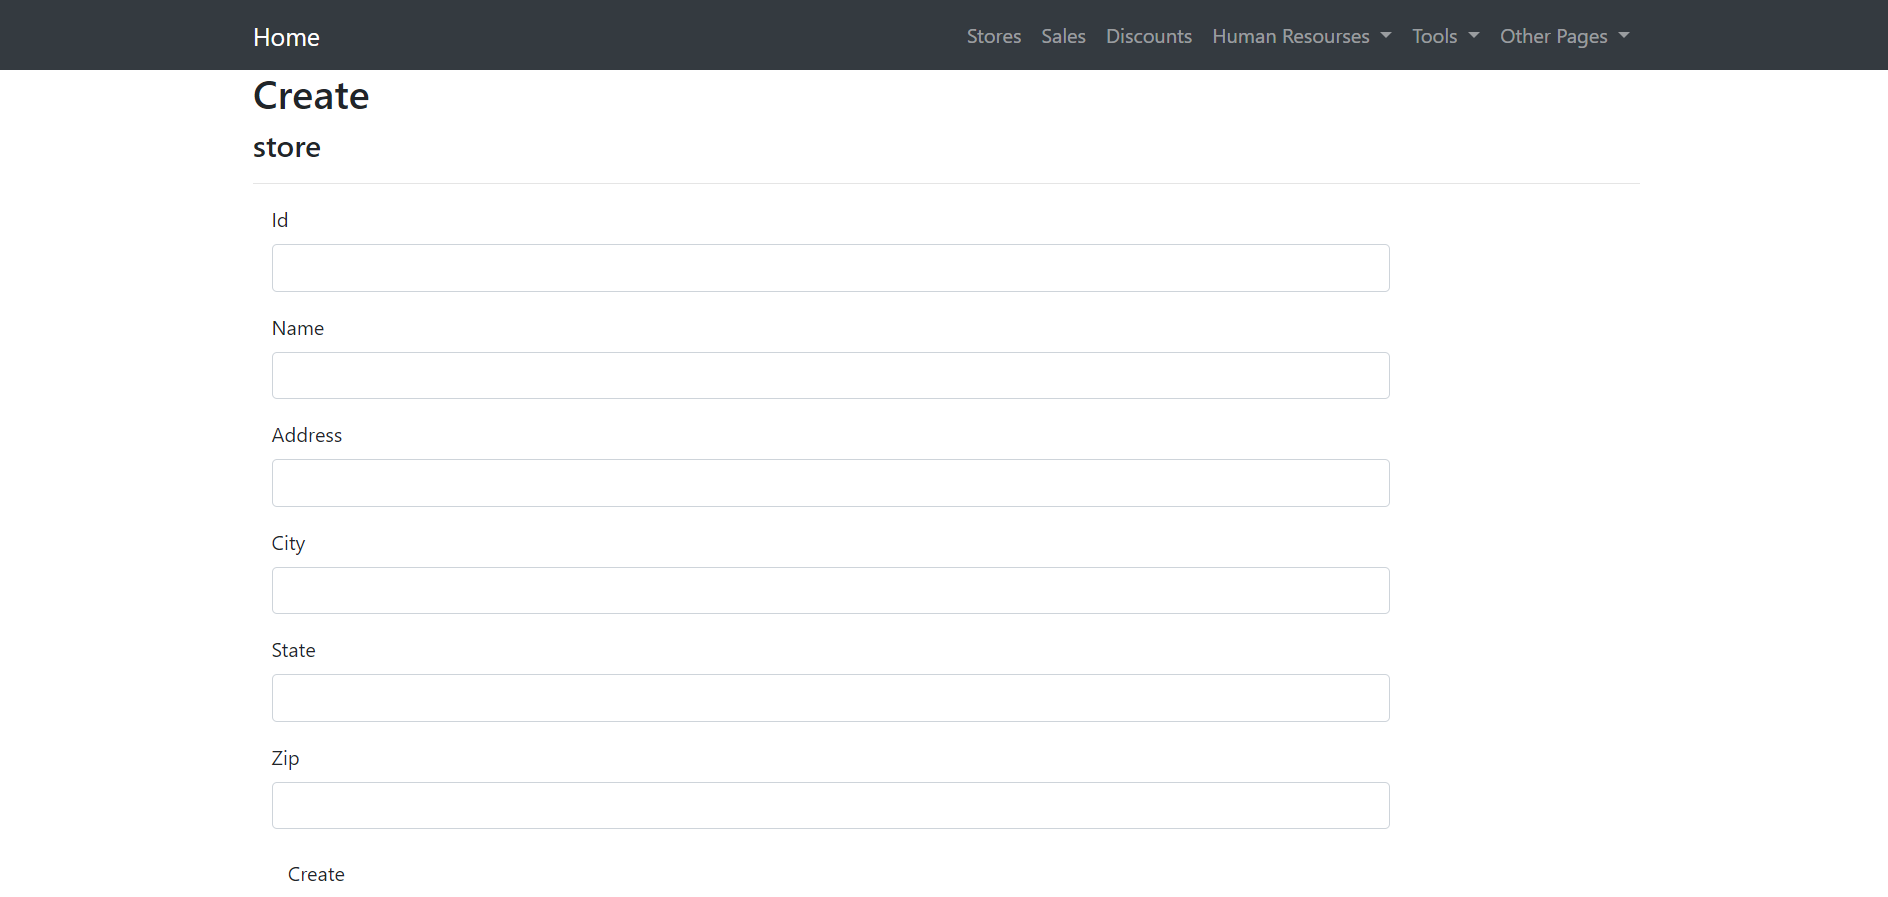 Home Stores Sales Discounts Human Resourses Tools Other Pages
Create
store
Id
Name
Address
City
State
Zip
Create